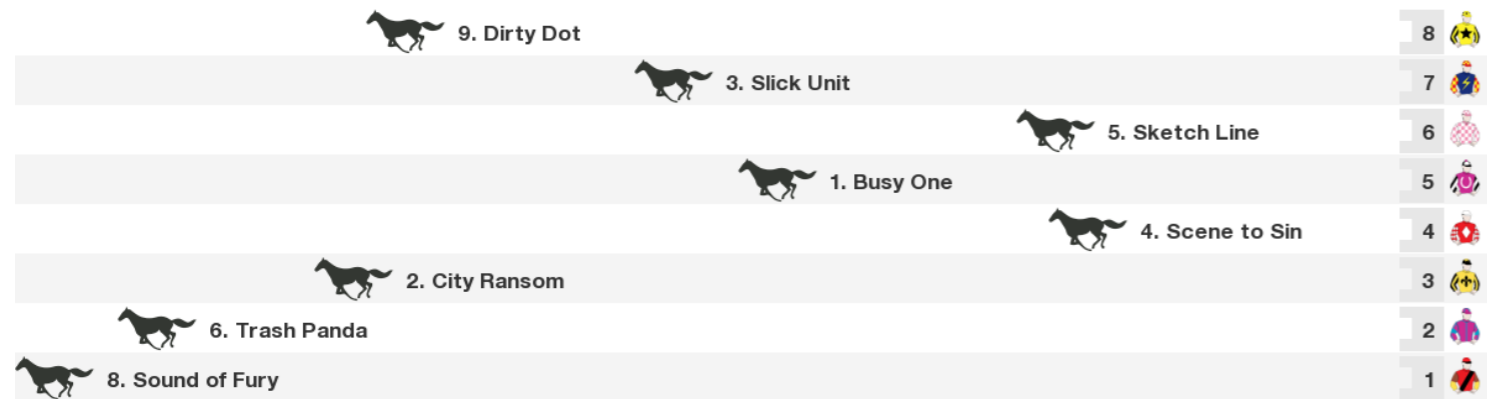 9. Dirty Dot 8
3. Slick Unit 7
5. Sketch Line 6
1. Busy One 5
4. Scene to Sin 4
2. City Ransom 3
6. Trash Panda 2
8. Sound of Fury 1